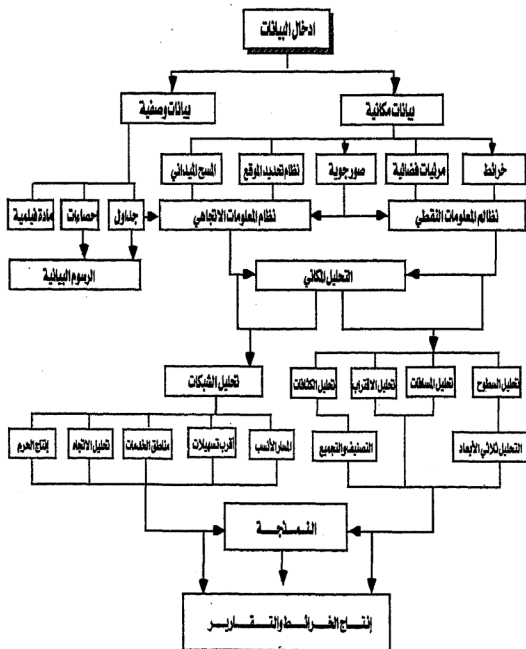 ادخال البيانات
بيانات مكانية
بيانات وصفية
خرائط
مرئيات فضائية
صور جوية
نظام تحديد الموقع
المسح الميداني
جداول
احصاءات
مادة فيلمية
نظام المعلومات النقطي
نظام المعلومات الاتجاهي
الرسوم البيانية
التحليل المكاني
تحليل السطوح
تحليل المسافات
تحليل الاقتراب
تحليل الكثافات
تحليل الشبكات
التحليل ثلاثي الأبعاد
التصنيف والتجميع
المسار الأنسب
أقرب تسهيلات
مناطق الخدمات
تحليل الاتجاه
إنتاج الحرم
النمذجة
إنتاج الخرائط والتقارير